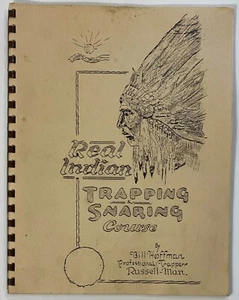 Real
Indian
TRAPPING
&
SNARING
Course
By
Bill Hoffman
Professional Trapper
Russell-Man.